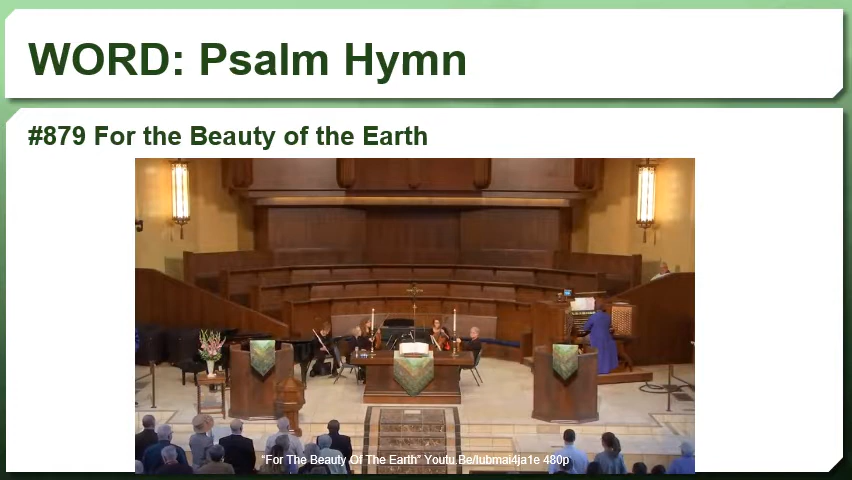 WORD: Psalm Hymn
#879 For the Beauty of the Earth
"For The Beauty Of The Earth" Youtu.Be/Iubmai4ja1e 480p